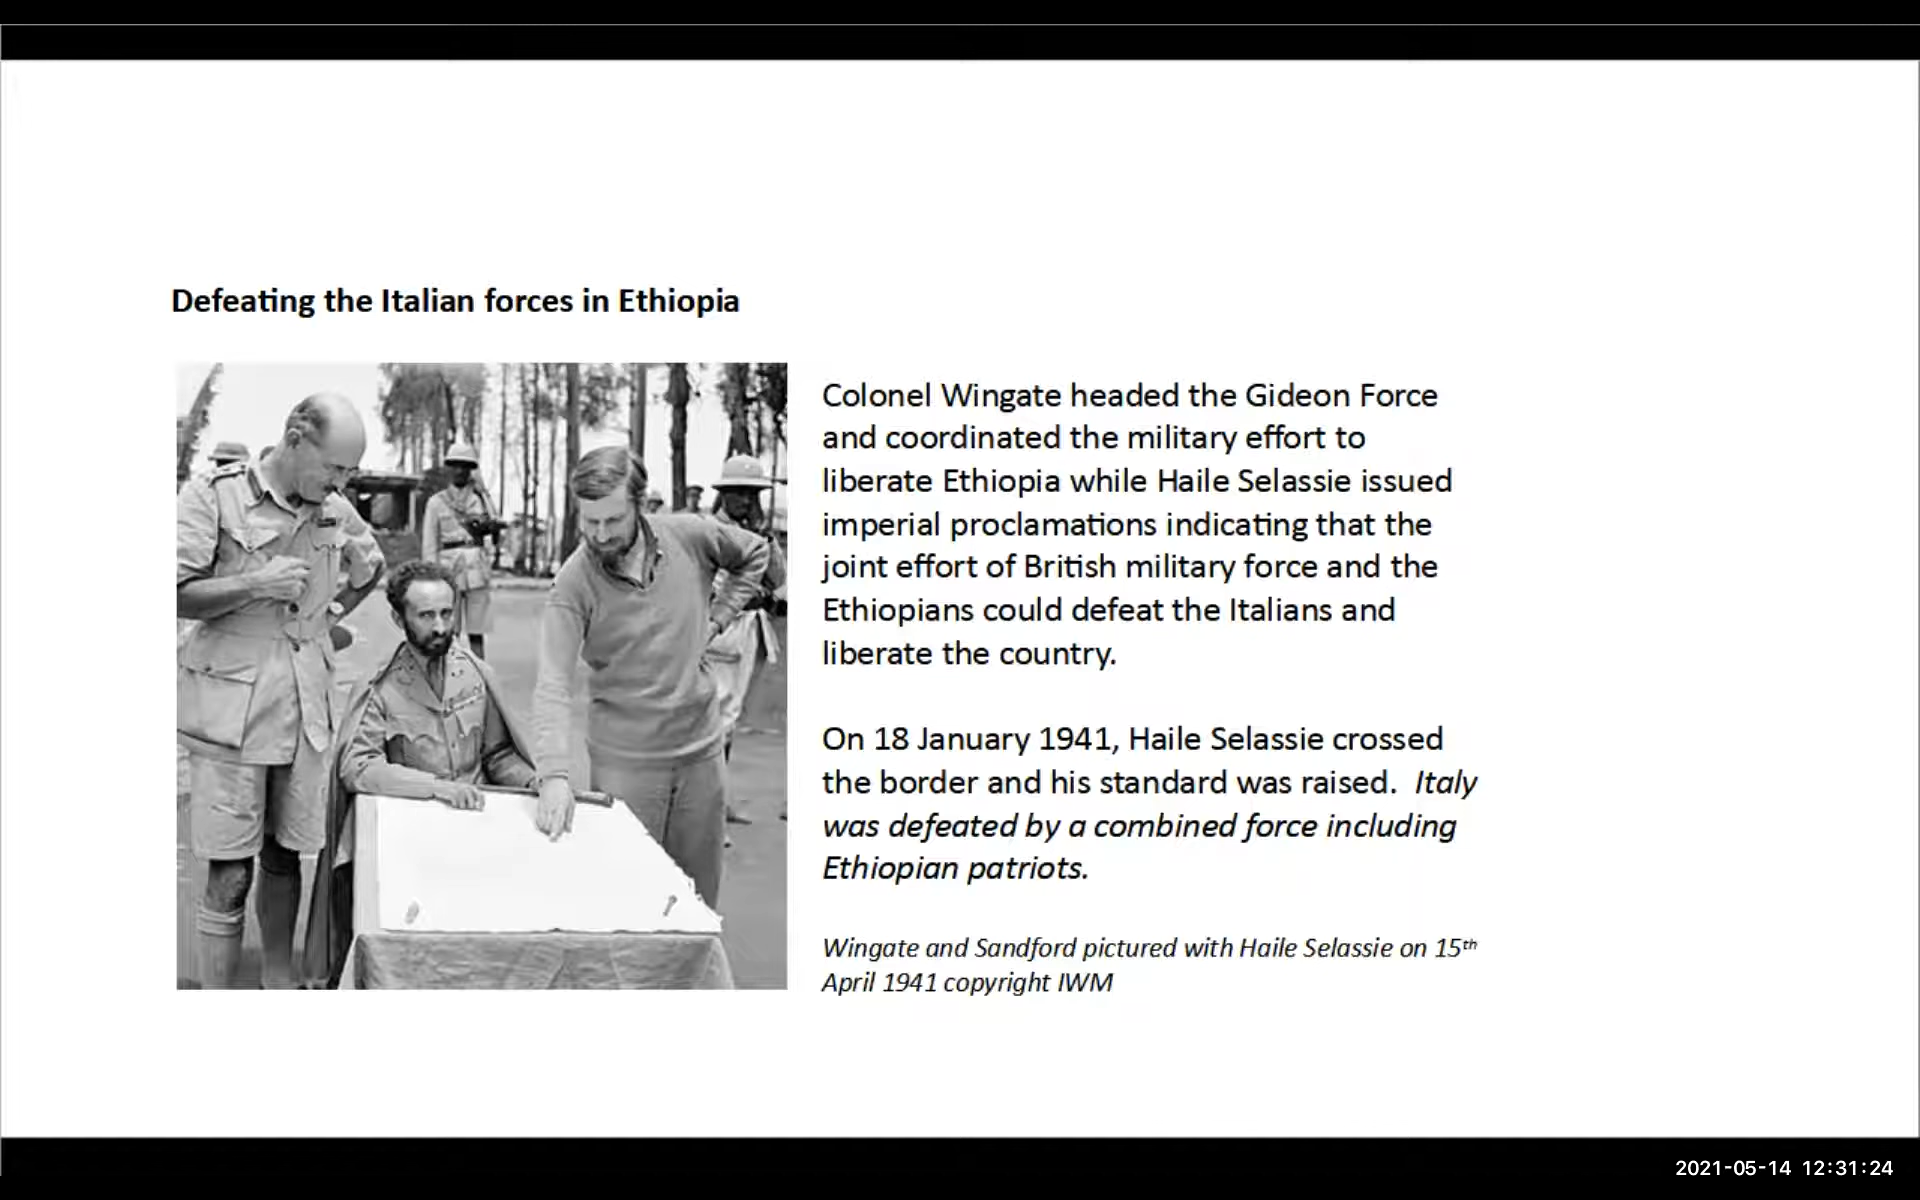 Defeating the Italian forces in Ethiopia
Colonel Wingate headed the Gideon Force
and coordinated the military effort to
liberate Ethiopia while Haile Selassie issued
imperial proclamations indicating that the
joint effort of British military force and the
Ethiopians could defeat the Italians and
liberate the country.
On 18 January 1941, Haile Selassie crossed
the border and his standard was raised.  Italy
was defeated by a combined force including
Ethiopian patriots.
Wingate and Sandford pictured with Haile Selassie on 15th
April 1941 copyright IWM
2021-05-14 12:31:24